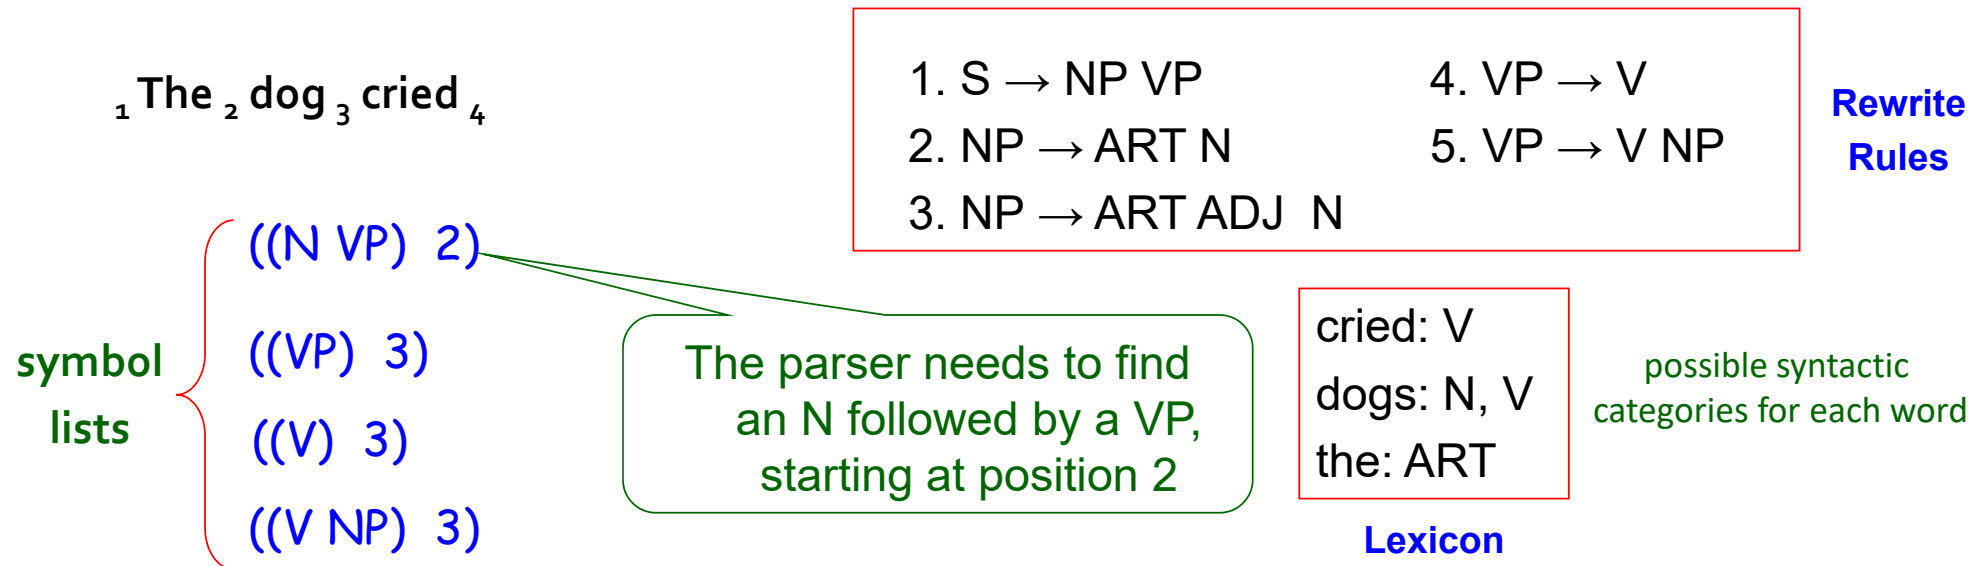 1 The 2 dog 3 cried 4
1. S → NP VP
2. NP → ART N
3. NP → ART ADJ N
4. VP → V
5. VP → V NP
Rewrite
Rules
symbol
lists
((N VP) 2)
((VP) 3)
((V) 3)
((V NP) 3)
The parser needs to find
an N followed by a VP,
starting at position 2
cried: V
dogs: N, V
the: ART
Lexicon
possible syntactic
categories for each word